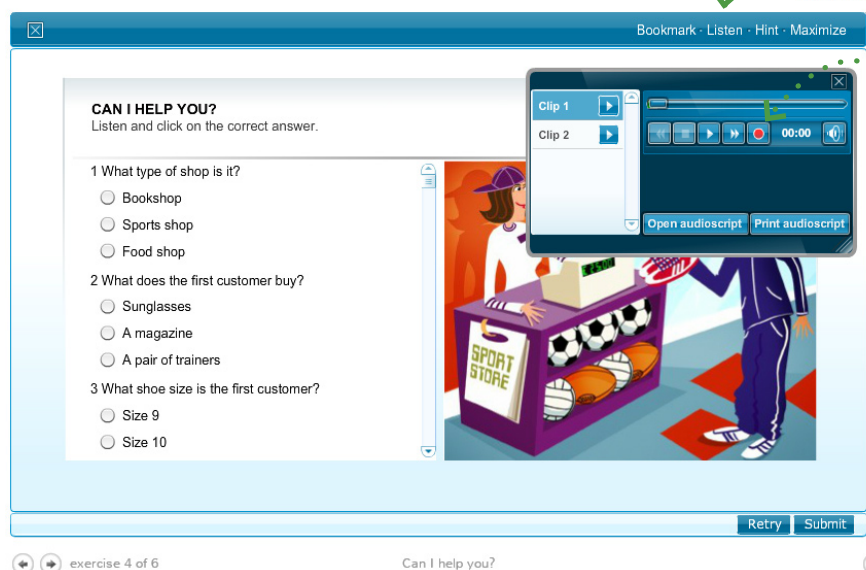 Bookmark · Listen · Hint · Maximize
CAN I HELP YOU?
Listen and click on the correct answer.
Clip 1
Clip 2
00:00
Open audioscript Print audioscript
1 What type of shop is it?
Bookshop
Sports shop
Food shop
2 What does the first customer buy?
Sunglasses
A magazine
A pair of trainers
3 What shoe size is the first customer?
Size 9
Size 10
£25.00
SPORT
STORE
Retry Submit
exercise 4 of 6 Can I help you?